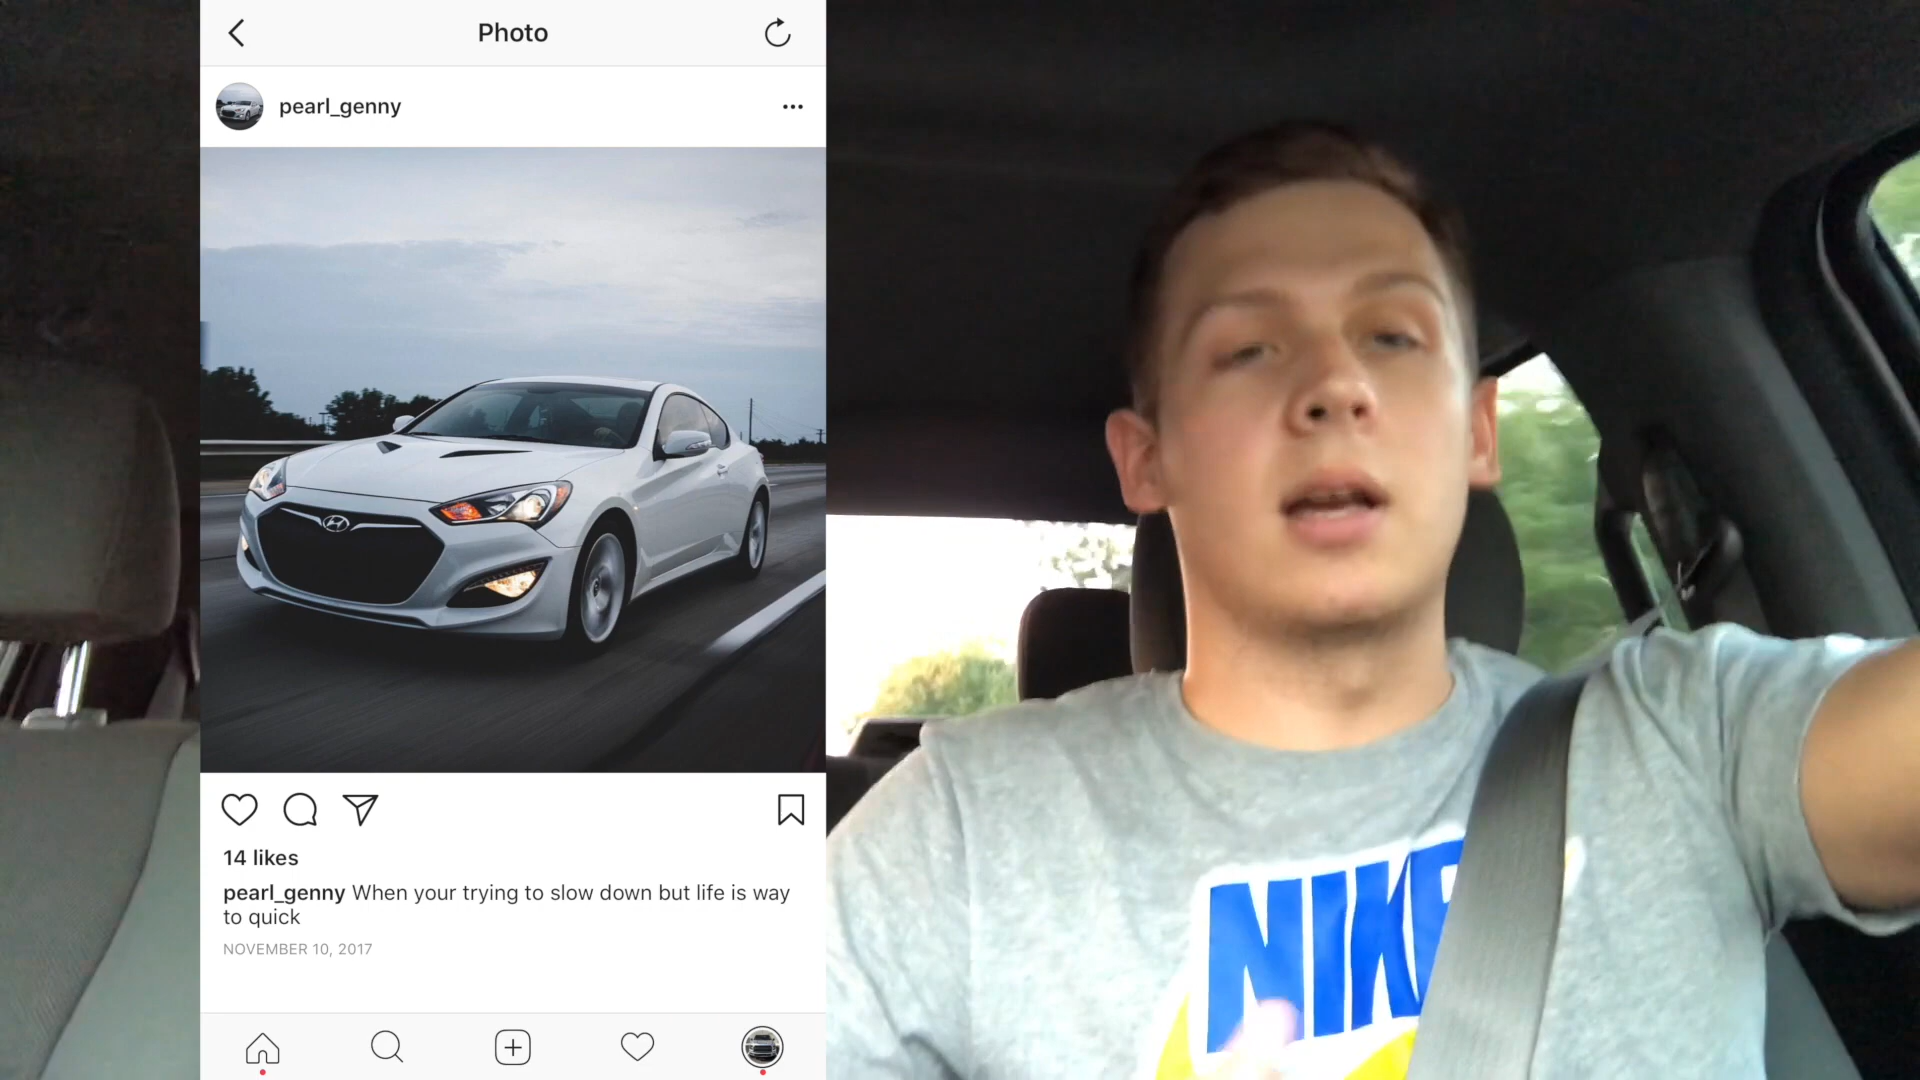 Photo
pearl_genny
14 likes
pearl_genny When your trying to slow down but life is way
to quick
NOVEMBER 10, 2017
NIKE